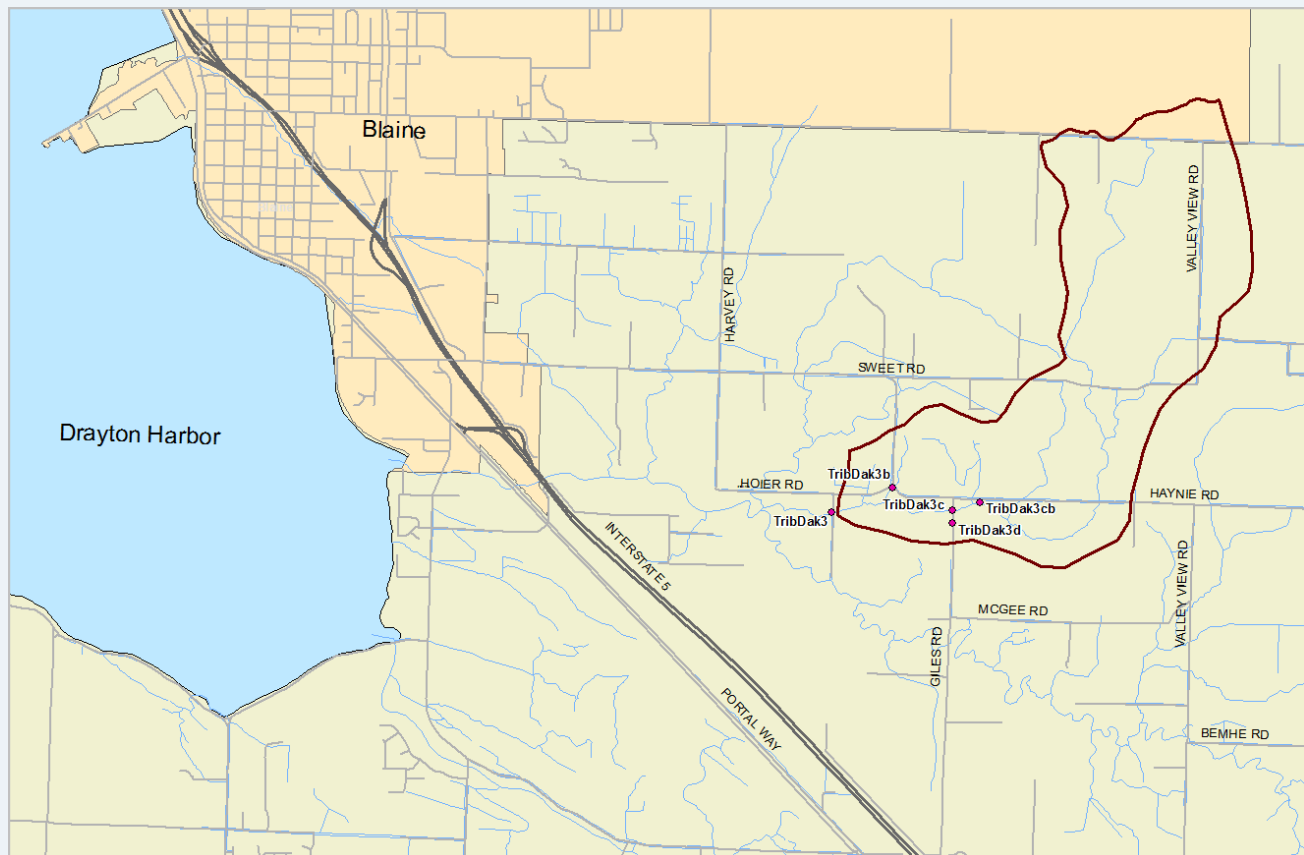 Blaine
VALLEY VIEW RD
HARVEY RD
SWEET RD
Drayton Harbor
TribDak3b
HOIER RD
HAYNIE RD
TribDak3c
TribDak3cb
TribDak3
TribDak3d
INTERSTATE 5
VALLEY VIEW RD
MCGEE RD
GILES RD
PORTAL WAY
BEMHE RD